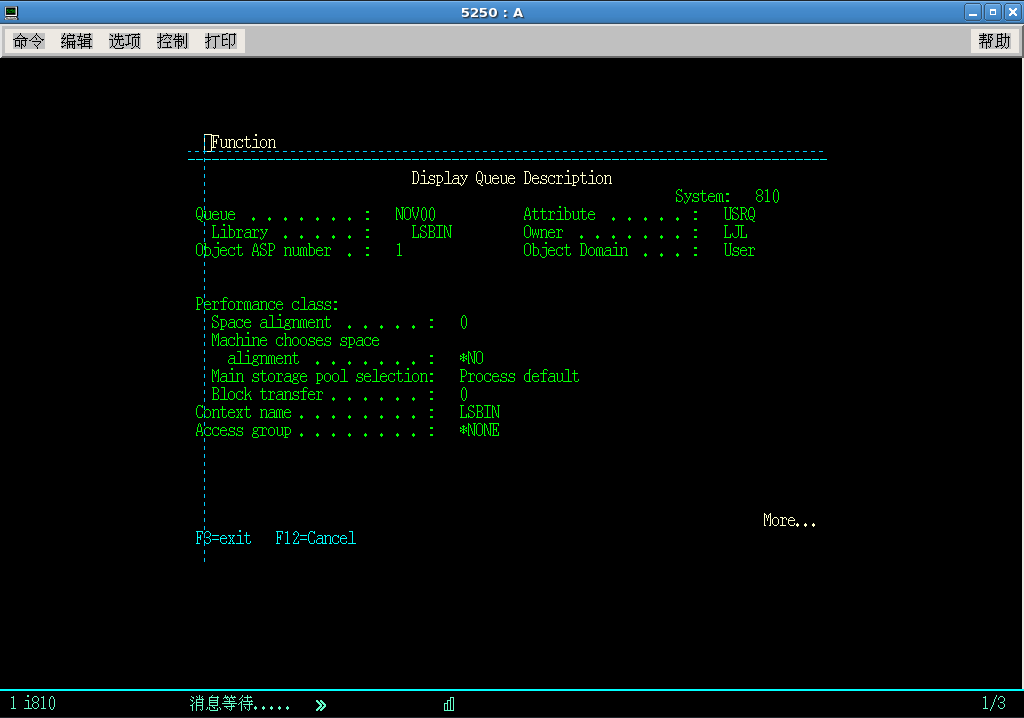 5250 : A
命令 编辑 选项 控制 打印 帮助
Function
Display Queue Description
System: 810
Queue . . . . . . . : NOV00 Attribute . . . . . : USRQ
Library . . . . . : LSBIN Owner . . . . . . . : LJL
Object ASP number . : 1 Object Domain . . . : User
Performance class:
Space alignment . . . . . : 0
Machine chooses space
alignment . . . . . . . : *NO
Main storage pool selection: Process default
Block transfer . . . . . . : 0
Context name . . . . . . . . : LSBIN
Access group . . . . . . . . : *NONE
More...
F3=exit F12=Cancel
1 i810 消息等待..... » 1/3